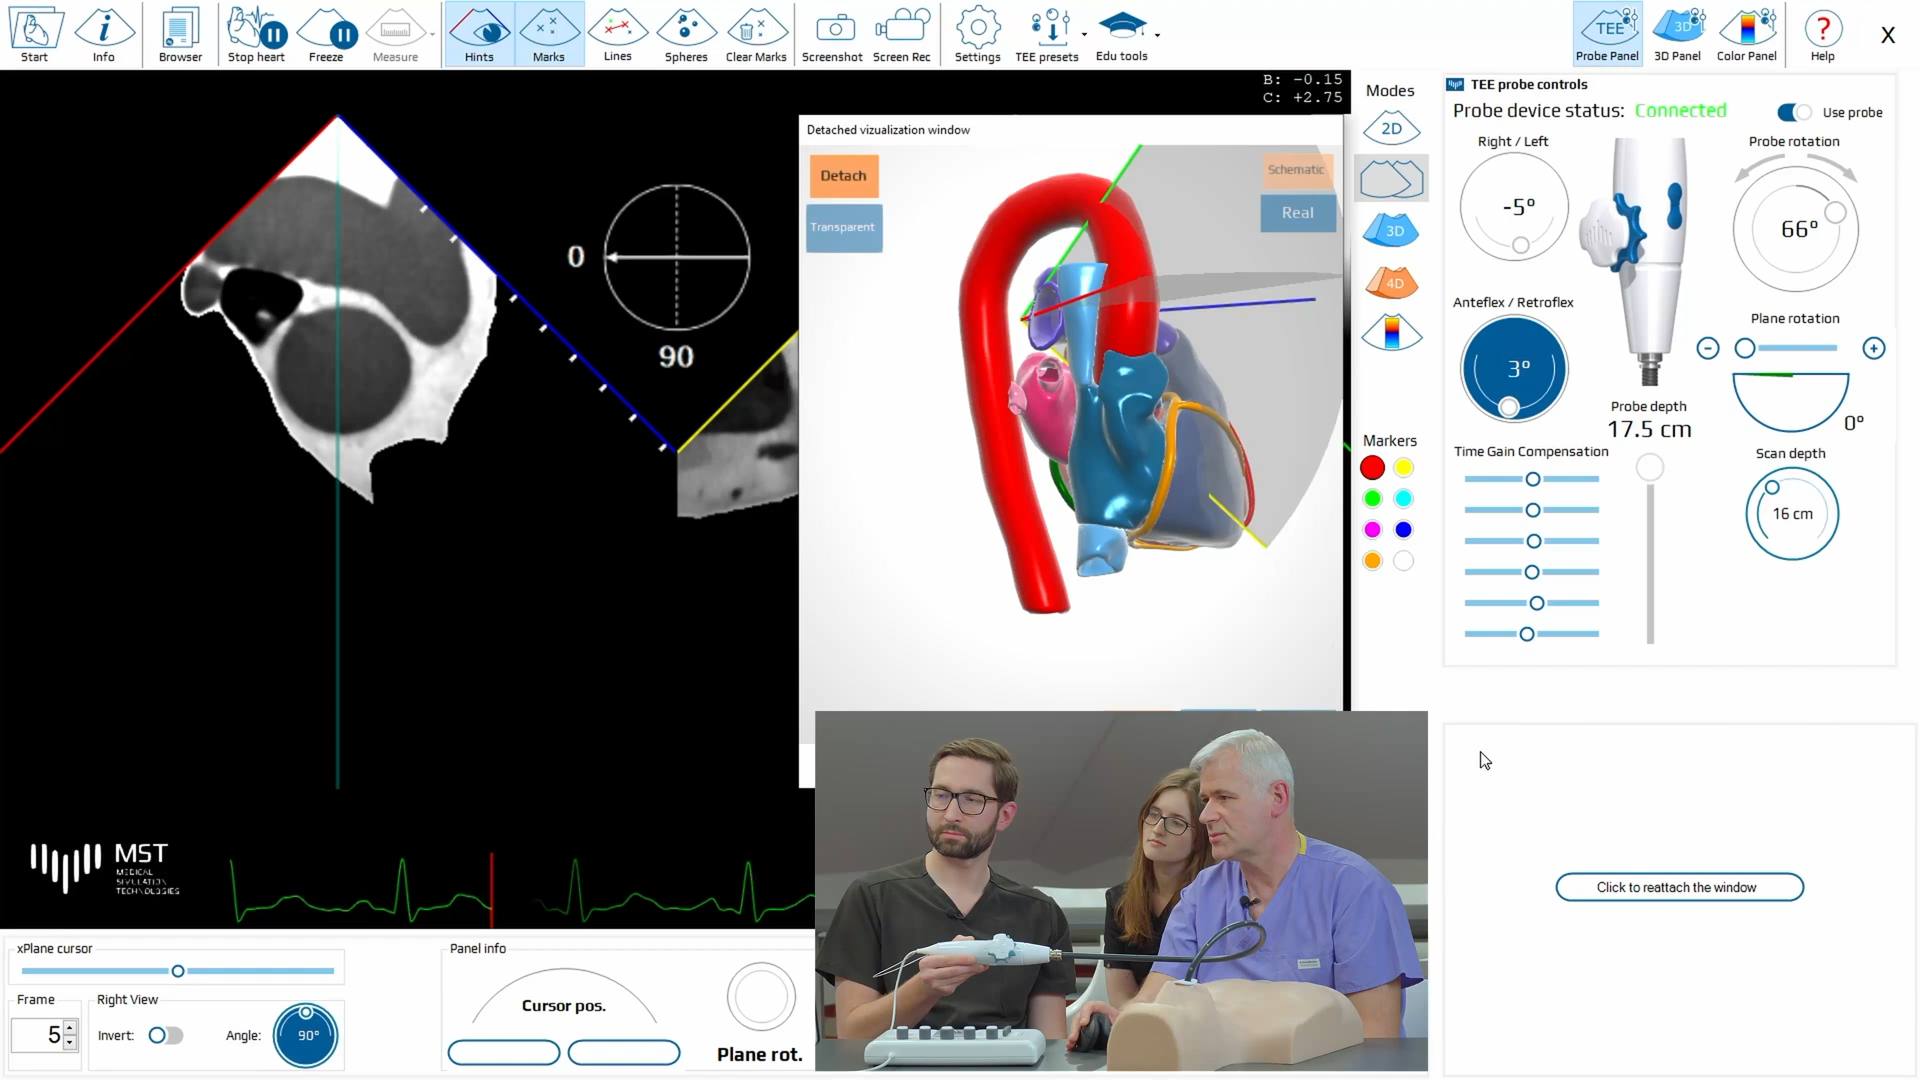 Start
Info
Browser
Stop heart
Freeze
Measure
Hints
Marks
Lines
Spheres
Clear Marks
Screenshot
Screen Rec
Settings
TEE presets
Edu tools
TEE
Probe Panel
3D
3D Panel
Color Panel
?
Help
X
B: -0.15
C: +2.75
Detached vizualization window
Detach
Transparent
Schematic
Real
0
90
Modes
2D
3D
4D
Markers
TEE probe controls
Probe device status: Connected
Use probe
Right / Left
-5°
Probe rotation
66°
Anteflex / Retroflex
3°
Plane rotation
0°
Probe depth
17.5 cm
Time Gain Compensation
Scan depth
16 cm
Click to reattach the window
MST
MEDICAL
SIMULATION
TECHNOLOGIES
xPlane cursor
Frame
5
Right View
Invert:
Angle:
90°
Panel info
Cursor pos.
Plane rot.